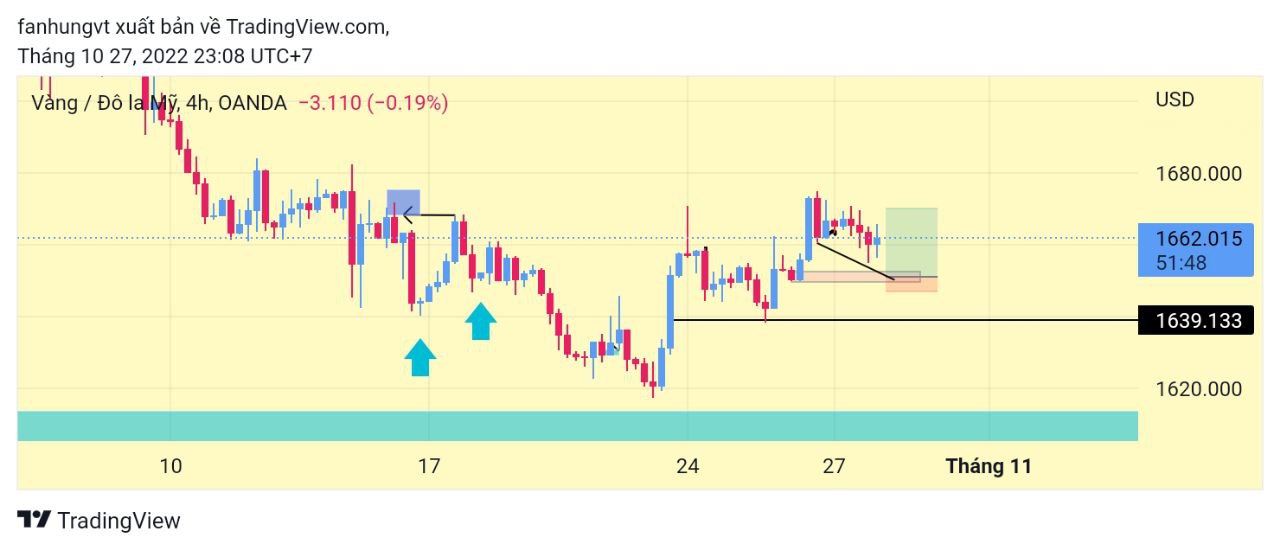 fanhungvt xuất bản về TradingView.com,
Tháng 10 27, 2022 23:08 UTC+7
Vàng / Đô la Mỹ, 4h, OANDA −3.110 (−0.19%)
USD
1680.000
1662.015
51:48
1639.133
1620.000
10 17 24 27 Tháng 11
TradingView